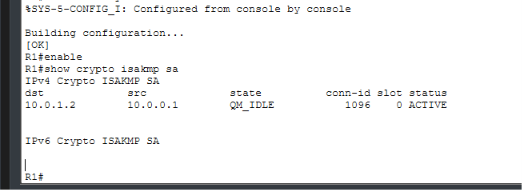 %SYS-5-CONFIG_I: Configured from console by console
Building configuration...
[OK]
R1#enable
R1#show crypto isakmp sa
IPv4 Crypto ISAKMP SA
dst src state conn-id slot status
10.0.1.2 10.0.0.1 QM_IDLE 1096 0 ACTIVE
IPv6 Crypto ISAKMP SA
R1#